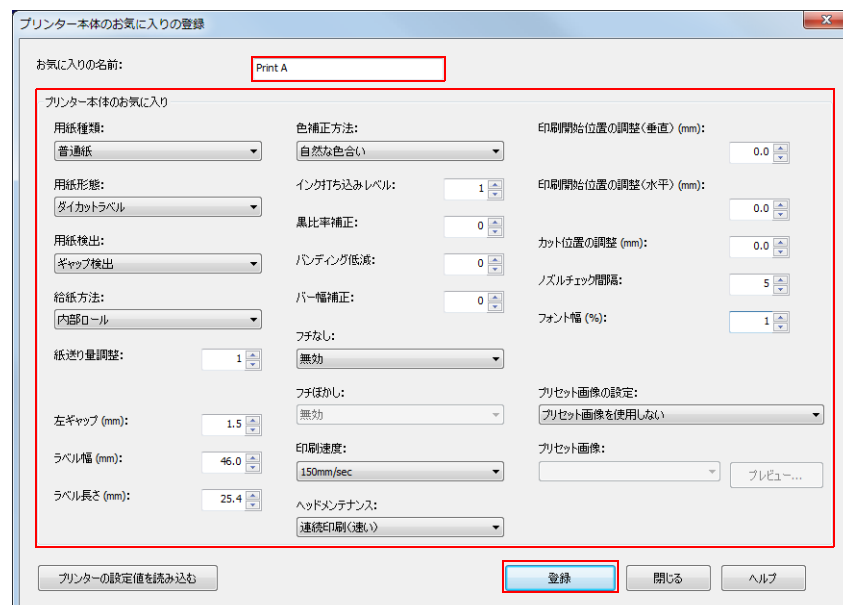 プリンター本体のお気に入りの登録
お気に入りの名前:
Print A
プリンター本体のお気に入り
用紙種類:
普通紙
用紙形態:
ダイカットラベル
用紙検出:
ギャップ検出
給紙方法:
内部ロール
紙送り量調整:
1
左ギャップ (mm):
1.5
ラベル幅 (mm):
46.0
ラベル長さ (mm):
25.4
色補正方法:
自然な色合い
インク打ち込みレベル:
1
黒比率補正:
0
バンディング低減:
0
バー幅補正:
0
フチなし:
無効
フチぼかし:
無効
印刷速度:
150mm/sec
ヘッドメンテナンス:
連続印刷(速い)
印刷開始位置の調整(垂直) (mm):
0.0
印刷開始位置の調整(水平) (mm):
0.0
カット位置の調整 (mm):
0.0
ノズルチェック間隔:
5
フォント幅 (%):
1
プリセット画像の設定:
プリセット画像を使用しない
プリセット画像:
プレビュー...
プリンターの設定値を読み込む
登録
閉じる
ヘルプ